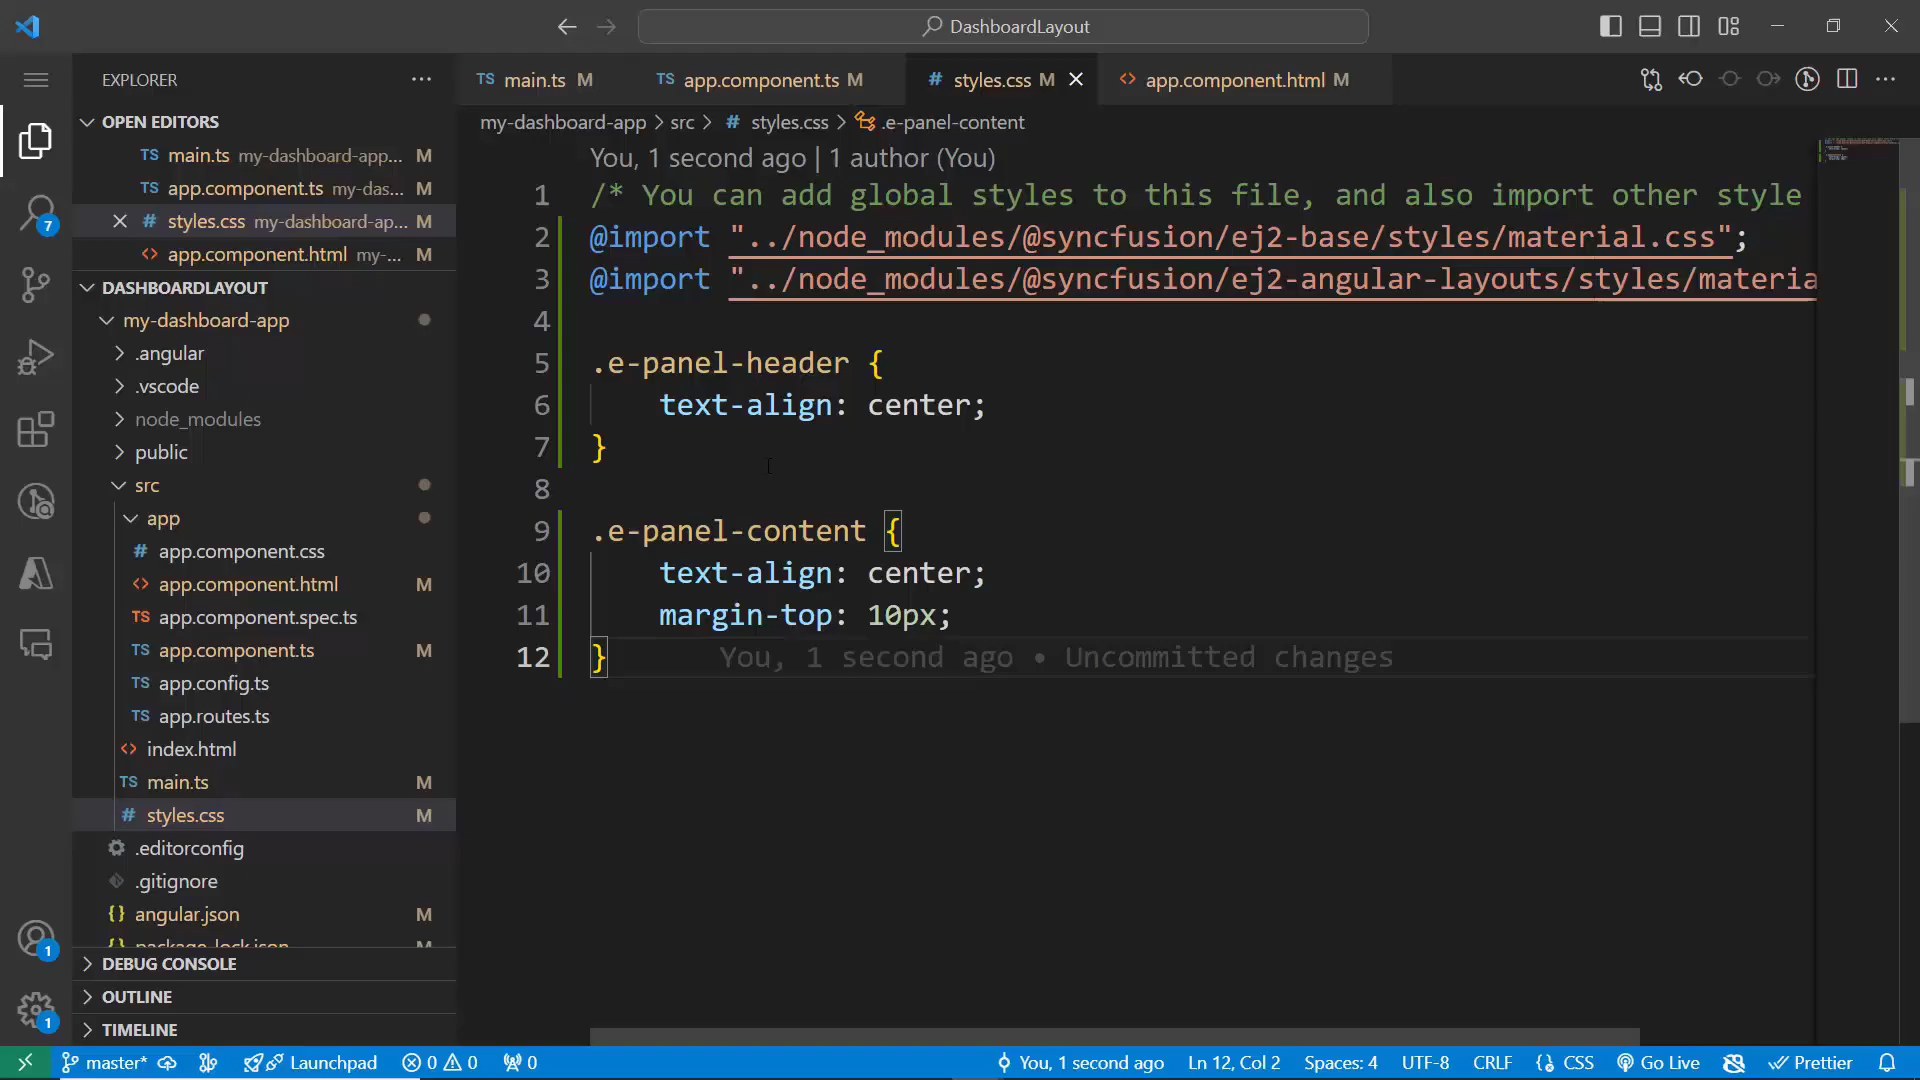 DashboardLayout
EXPLORER
main.ts M
app.component.ts M
styles.css M
app.component.html M
OPEN EDITORS
TS main.ts my-dashboard-app... M
TS app.component.ts my-das... M
# styles.css my-dashboard-ap... M
<> app.component.html my-... M
DASHBOARDLAYOUT
my-dashboard-app
.angular
.vscode
node_modules
public
src
app
# app.component.css
<> app.component.html M
TS app.component.spec.ts
TS app.component.ts M
TS app.config.ts
TS app.routes.ts
<> index.html
TS main.ts M
# styles.css M
.editorconfig
.gitignore
{} angular.json M
{} package-lock.json M
DEBUG CONSOLE
OUTLINE
TIMELINE
my-dashboard-app > src > # styles.css > .e-panel-content
You, 1 second ago | 1 author (You)
1 /* You can add global styles to this file, and also import other style
2 @import "../node_modules/@syncfusion/ej2-base/styles/material.css";
3 @import "../node_modules/@syncfusion/ej2-angular-layouts/styles/materia
4
5 .e-panel-header {
6 text-align: center;
7 }
8
9 .e-panel-content {
10 text-align: center;
11 margin-top: 10px;
12 } You, 1 second ago • Uncommitted changes
7
1
1
master* Launchpad 0 0 0 You, 1 second ago Ln 12, Col 2 Spaces: 4 UTF-8 CRLF {} CSS Go Live Prettier